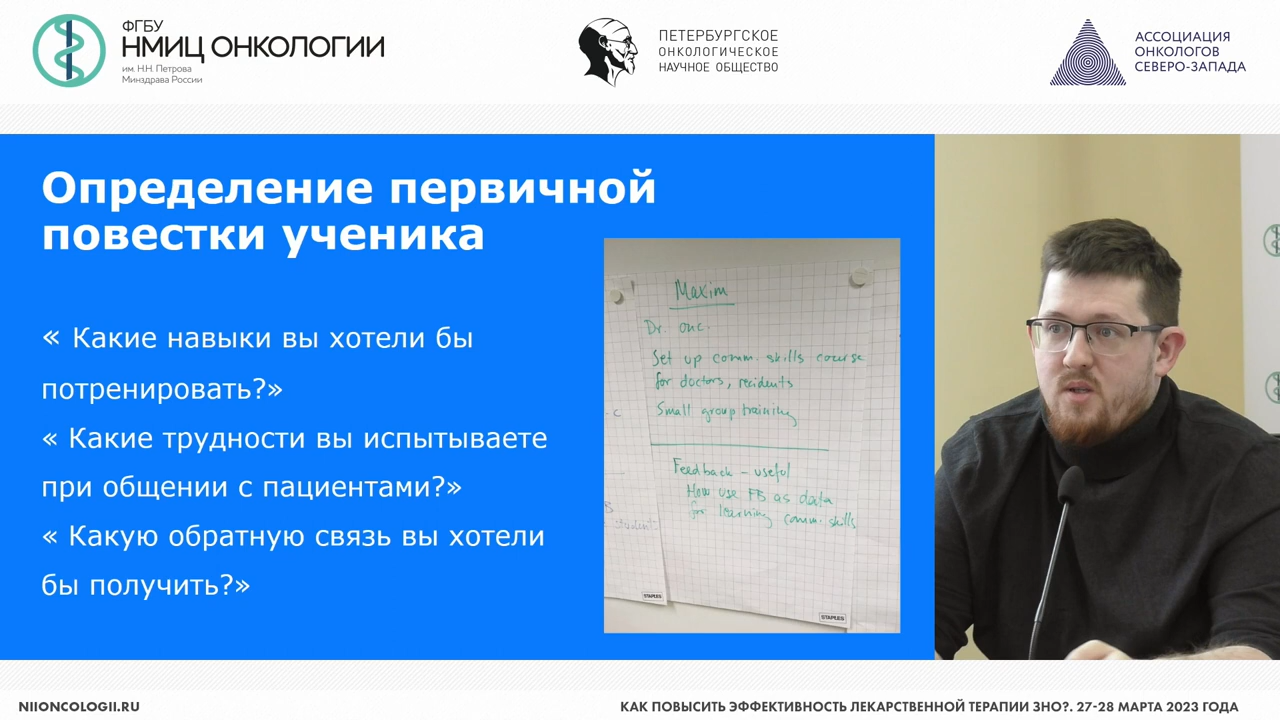 ФГБУ
НМИЦ ОНКОЛОГИИ
им. Н.Н. Петрова
Минздрава России
ПЕТЕРБУРГСКОЕ
ОНКОЛОГИЧЕСКОЕ
НАУЧНОЕ ОБЩЕСТВО
АССОЦИАЦИЯ
ОНКОЛОГОВ
СЕВЕРО-ЗАПАДА
Определение первичной
повестки ученика
« Какие навыки вы хотели бы
потренировать?»
« Какие трудности вы испытываете
при общении с пациентами?»
« Какую обратную связь вы хотели
бы получить?»
Maxim
Dr. onc.
Set up comm. skills course
for doctors, residents
Small group training
Feedback - useful
How use FB as data
for learning comm. skills
STAPLES
STAPLES
NIIONCOLOGII.RU
КАК ПОВЫСИТЬ ЭФФЕКТИВНОСТЬ ЛЕКАРСТВЕННОЙ ТЕРАПИИ ЗНО?. 27-28 МАРТА 2023 ГОДА